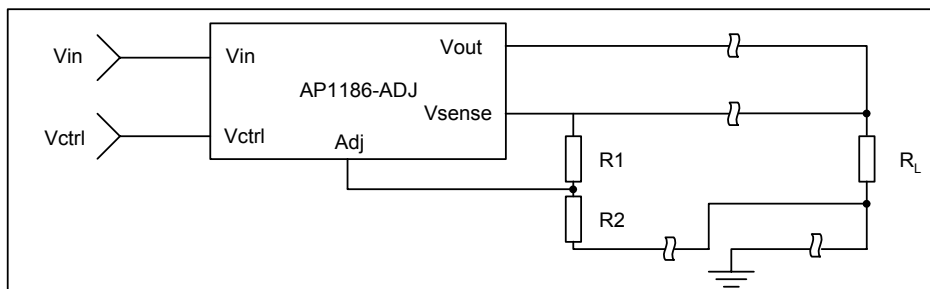 Vin
Vctrl
Vin
Vctrl
AP1186-ADJ
Vout
Vsense
Adj
R1
R2
RL